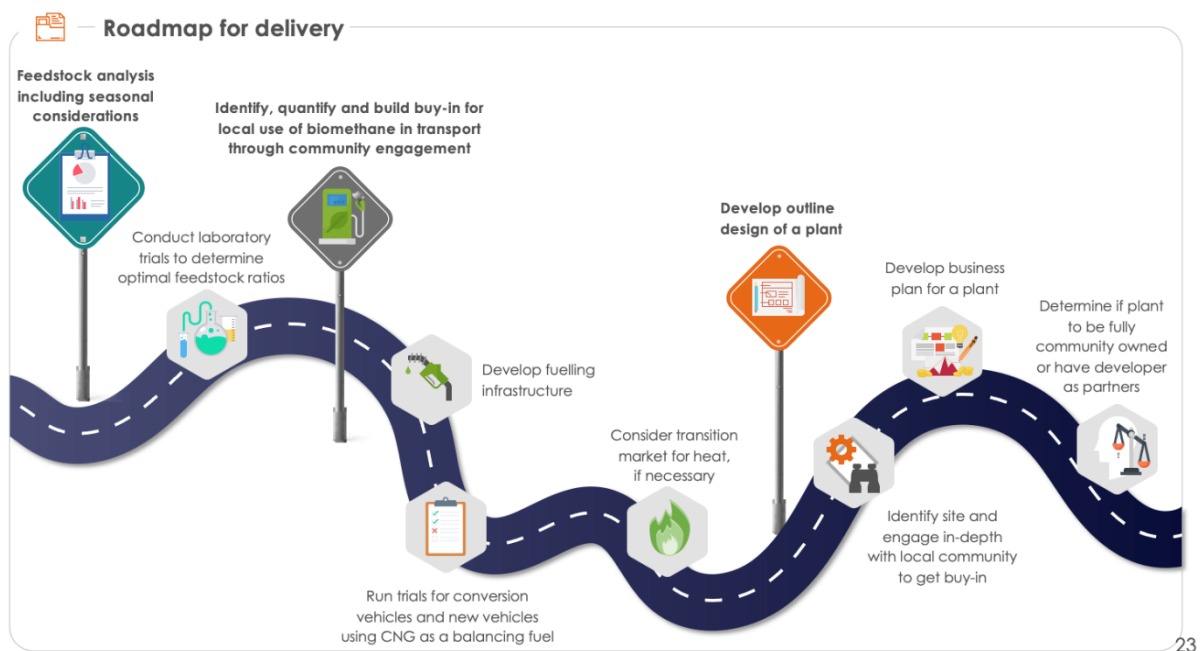 Roadmap for delivery
Feedstock analysis
including seasonal
considerations
Identify, quantify and build buy-in for
local use of biomethane in transport
through community engagement
Conduct laboratory
trials to determine
optimal feedstock ratios
Develop fuelling
infrastructure
Run trials for conversion
vehicles and new vehicles
using CNG as a balancing fuel
Consider transition
market for heat,
if necessary
Develop outline
design of a plant
Identify site and
engage in-depth
with local community
to get buy-in
Develop business
plan for a plant
Determine if plant
to be fully
community owned
or have developer
as partners
23